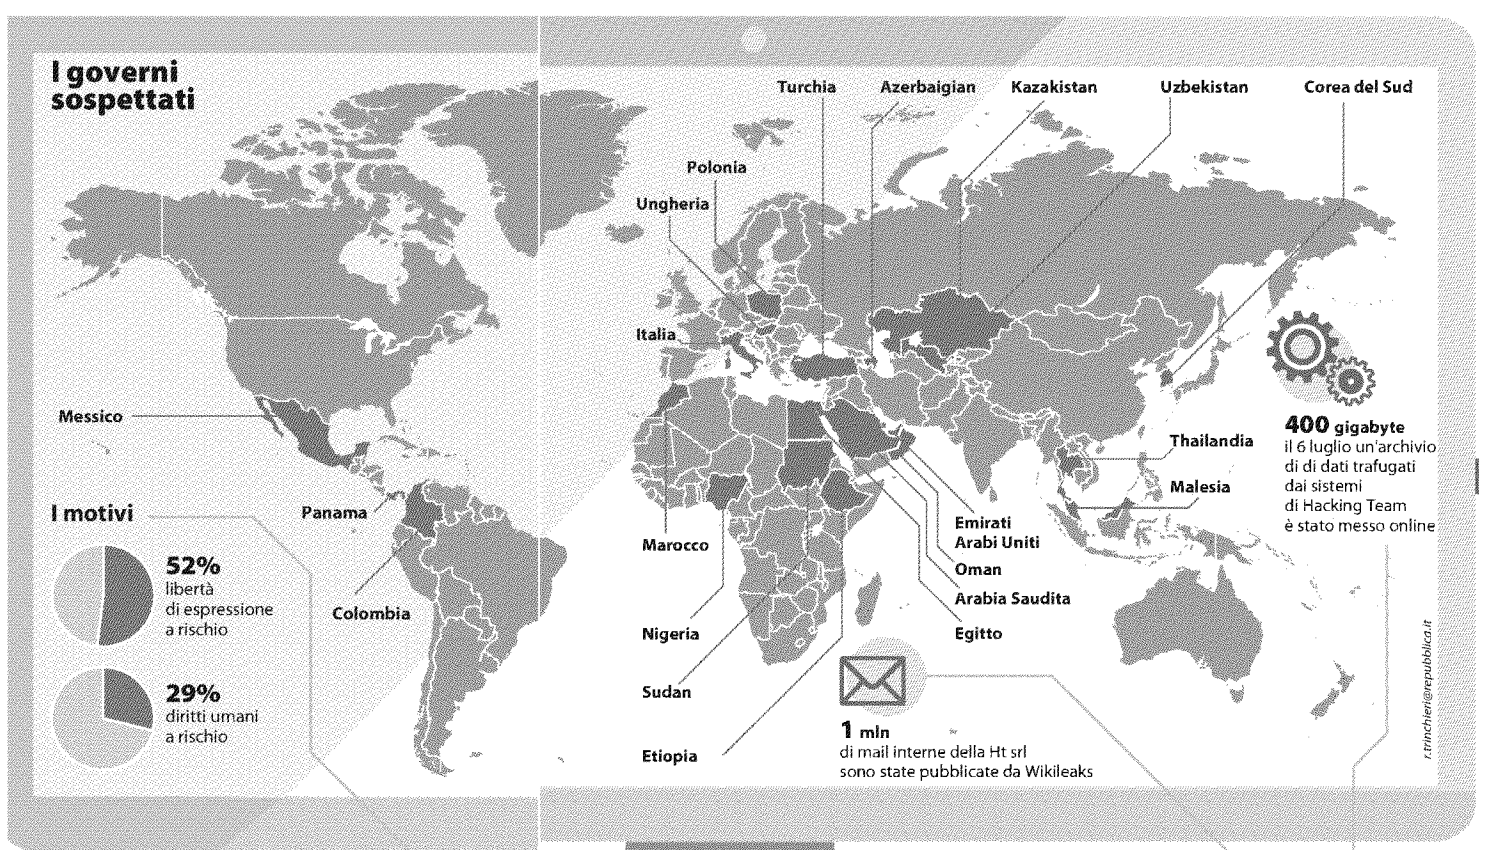 I governi
sospettati
Turchia
Azerbaigian
Kazakistan
Uzbekistan
Corea del Sud
Polonia
Ungheria
Italia
Messico
Panama
Colombia
Marocco
Nigeria
Sudan
Etiopia
Thailandia
Malesia
Emirati
Arabi Uniti
Oman
Arabia Saudita
Egitto
I motivi
52%
libertà
di espressione
a rischio
29%
diritti umani
a rischio
1 mln
di mail interne della Ht srl
sono state pubblicate da Wikileaks
400 gigabyte
il 6 luglio un'archivio
di di dati trafugati
dai sistemi
di Hacking Team
è stato messo online
r.trinchieri@repubblica.it